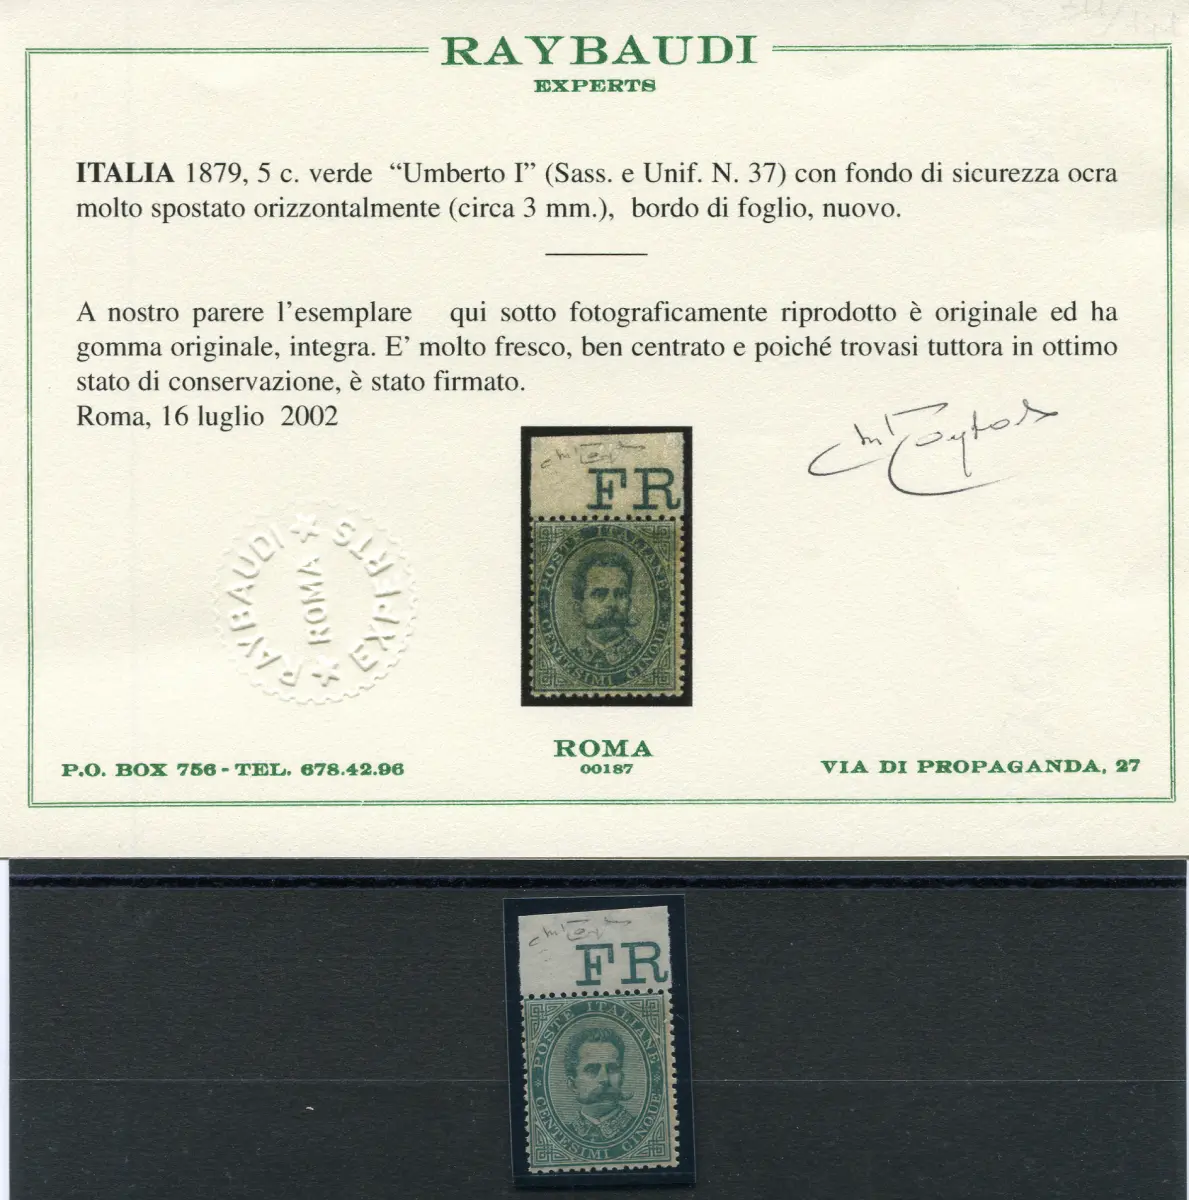 RAYBAUDI
EXPERTS
ITALIA 1879, 5 c. verde “Umberto I” (Sass. e Unif. N. 37) con fondo di sicurezza ocra
molto spostato orizzontalmente (circa 3 mm.), bordo di foglio, nuovo.
A nostro parere l’esemplare qui sotto fotograficamente riprodotto è originale ed ha
gomma originale, integra. E’ molto fresco, ben centrato e poiché trovasi tuttora in ottimo
stato di conservazione, è stato firmato.
Roma, 16 luglio 2002
FR
POSTE ITALIANE
CENTESIMI CINQUE
RAYBAUDI ★ EXPERTS ★
ROMA
P.O. BOX 756 - TEL. 678.42.96
ROMA
00187
VIA DI PROPAGANDA, 27
FR
POSTE ITALIANE
CENTESIMI CINQUE